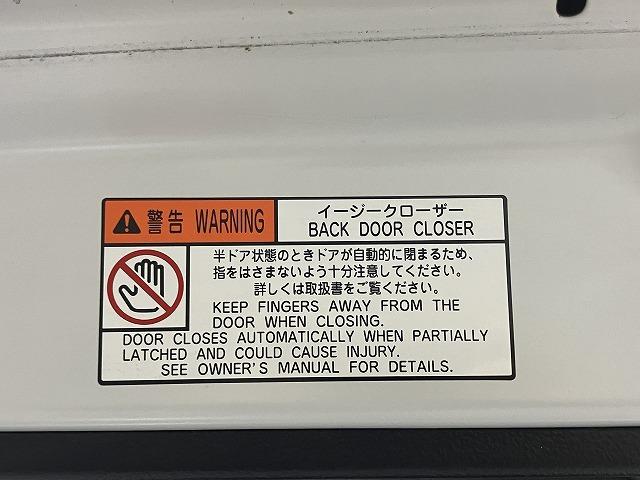 警告 WARNING
イージークローザー
BACK DOOR CLOSER
半ドア状態のときドアが自動的に閉まるため、
指をはさまないよう十分注意してください。
詳しくは取扱書をご覧ください。
KEEP FINGERS AWAY FROM THE
DOOR WHEN CLOSING.
DOOR CLOSES AUTOMATICALLY WHEN PARTIALLY
LATCHED AND COULD CAUSE INJURY.
SEE OWNER'S MANUAL FOR DETAILS.